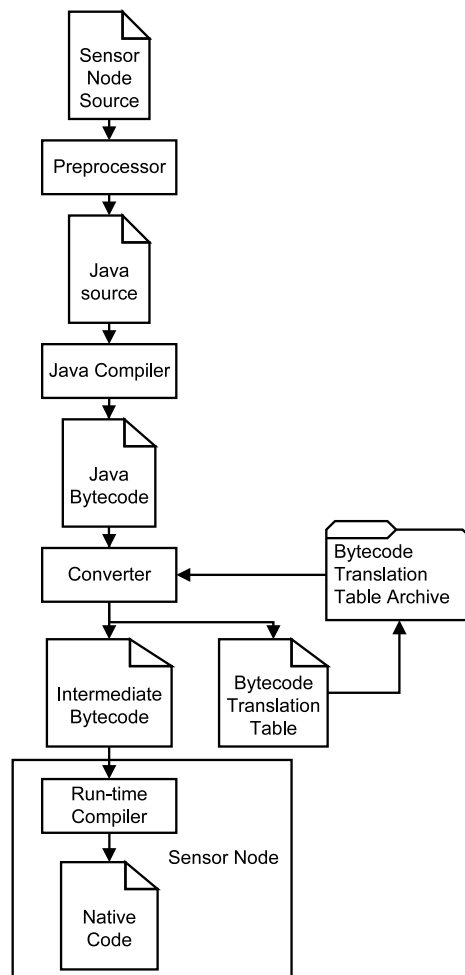 Sensor
Node
Source
Preprocessor
Java
source
Java Compiler
Java
Bytecode
Converter
Bytecode
Translation
Table Archive
Intermediate
Bytecode
Bytecode
Translation
Table
Run-time
Compiler
Sensor Node
Native
Code